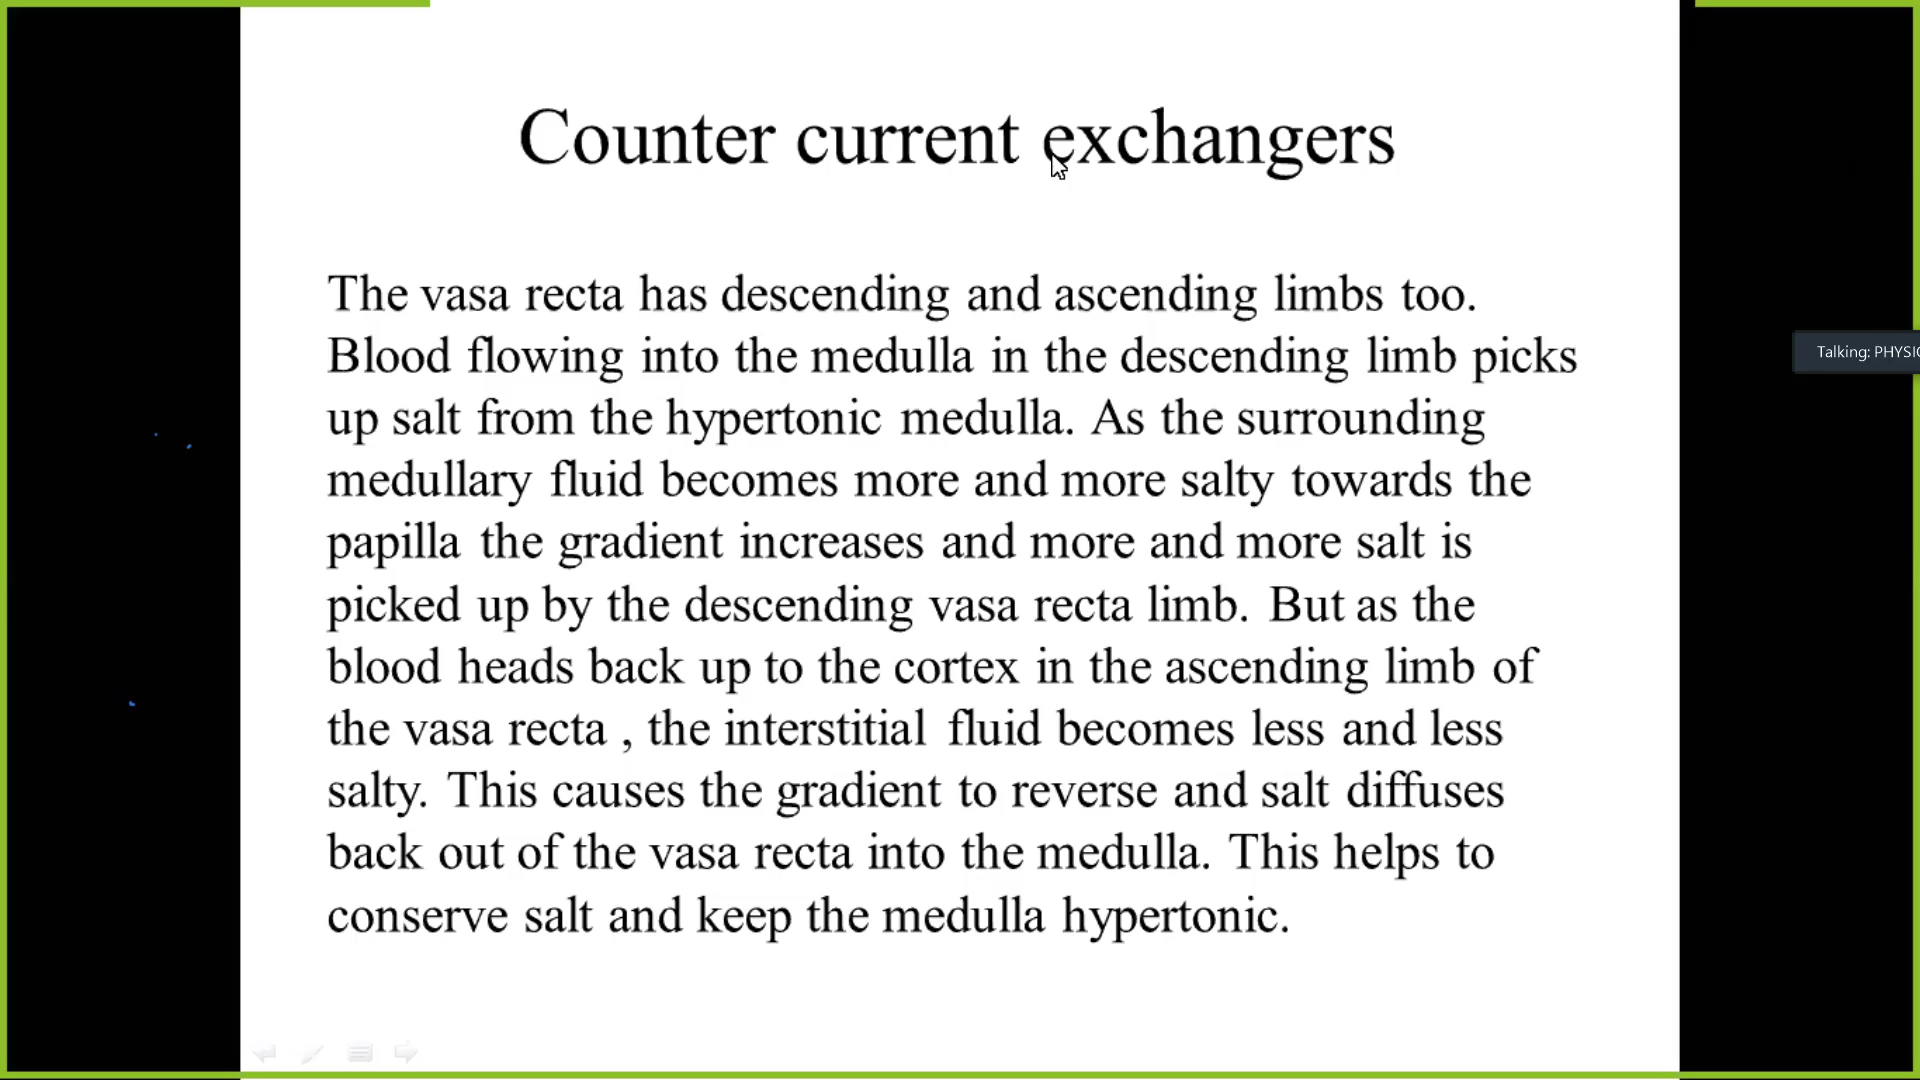 Counter current exchangers
The vasa recta has descending and ascending limbs too.
Blood flowing into the medulla in the descending limb picks
up salt from the hypertonic medulla. As the surrounding
medullary fluid becomes more and more salty towards the
papilla the gradient increases and more and more salt is
picked up by the descending vasa recta limb. But as the
blood heads back up to the cortex in the ascending limb of
the vasa recta , the interstitial fluid becomes less and less
salty. This causes the gradient to reverse and salt diffuses
back out of the vasa recta into the medulla. This helps to
conserve salt and keep the medulla hypertonic.
Talking: